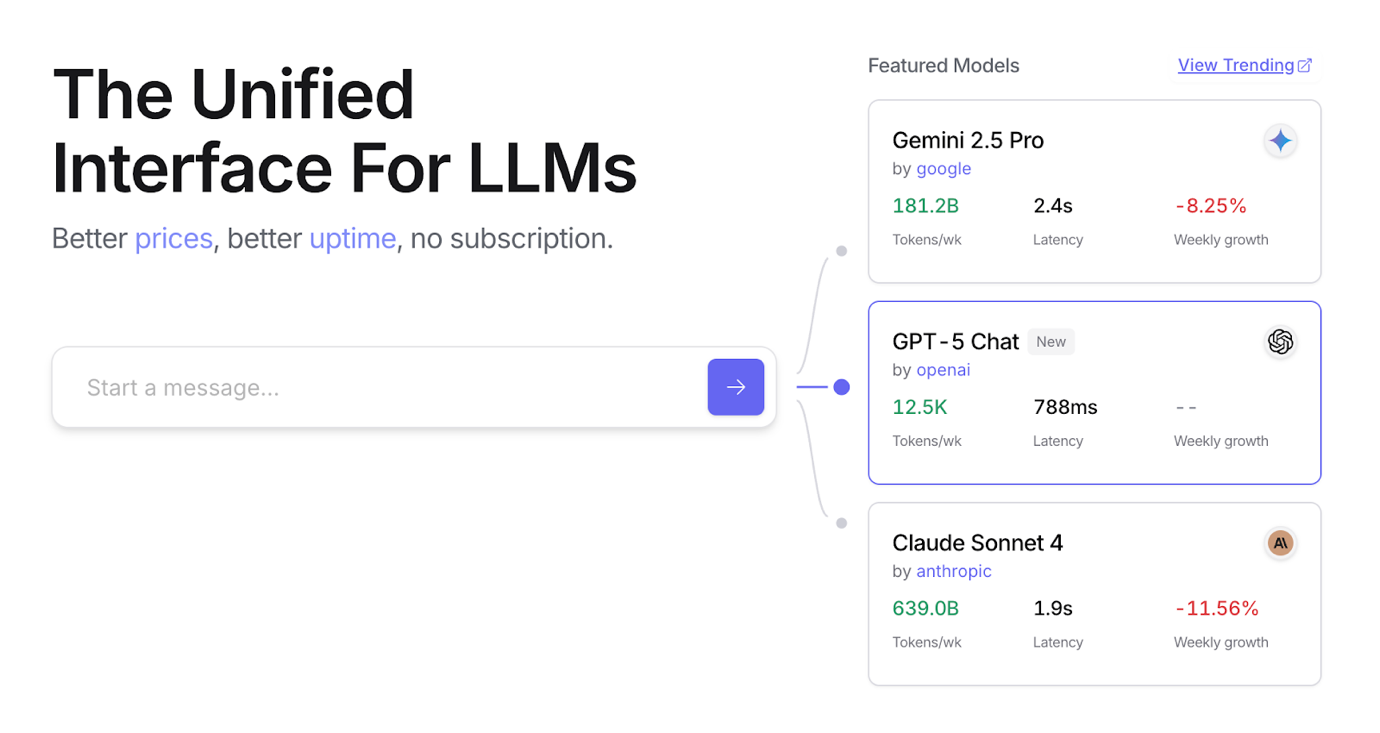 The Unified
Interface For LLMs
Better prices, better uptime, no subscription.
Start a message...
Featured Models
View Trending
Gemini 2.5 Pro
by google
181.2B 2.4s -8.25%
Tokens/wk Latency Weekly growth
GPT-5 Chat New
by openai
12.5K 788ms --
Tokens/wk Latency Weekly growth
Claude Sonnet 4
by anthropic
639.0B 1.9s -11.56%
Tokens/wk Latency Weekly growth